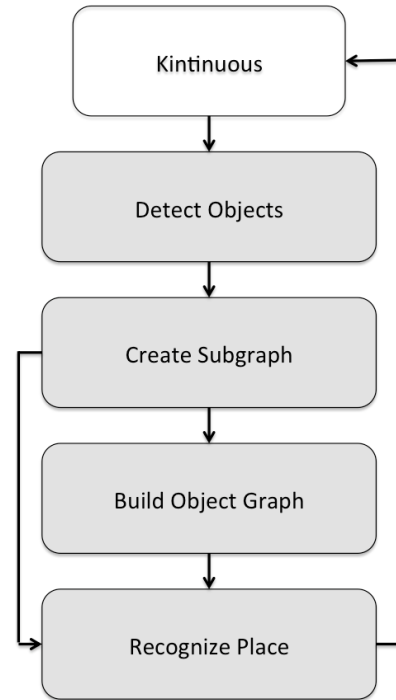 Kintinuous
Detect Objects
Create Subgraph
Build Object Graph
Recognize Place